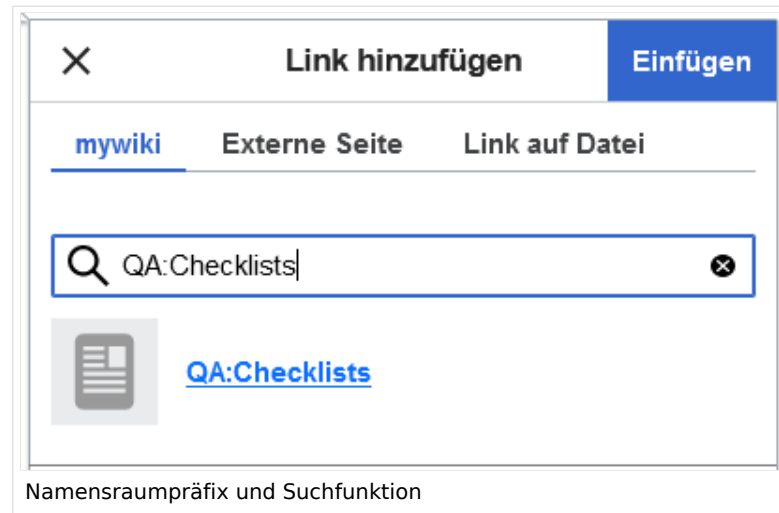 Link hinzufügen Einfügen
mywiki Externe Seite Link auf Datei
QA:Checklists
QA:Checklists
Namensraumpräfix und Suchfunktion